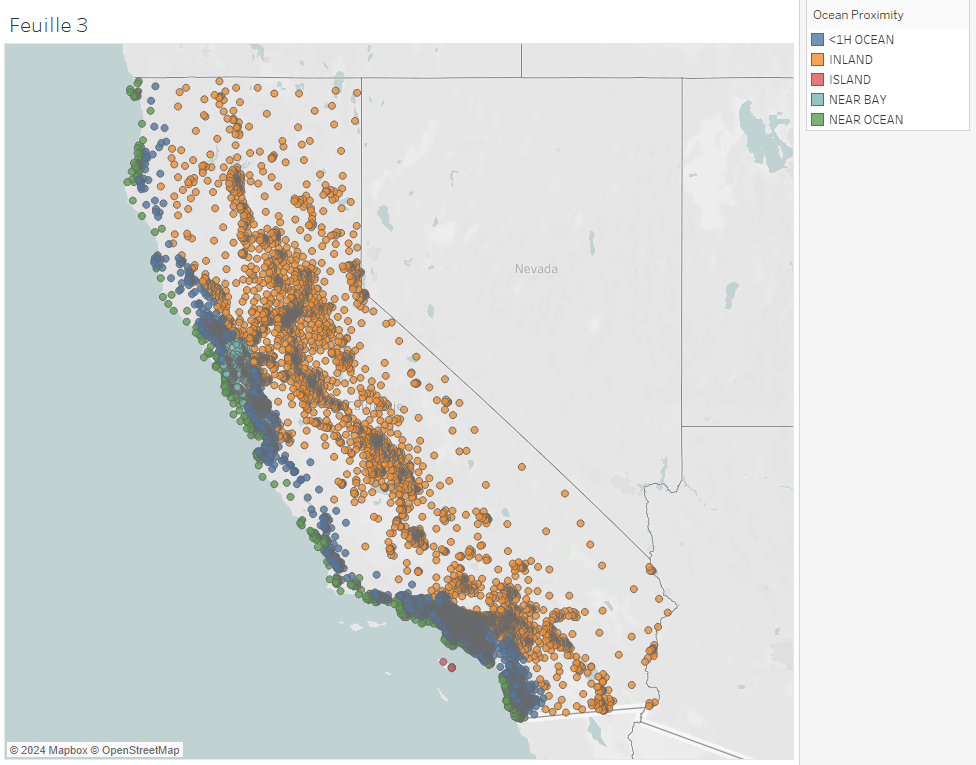 Feuille 3
Ocean Proximity
<1H OCEAN
INLAND
ISLAND
NEAR BAY
NEAR OCEAN
Nevada
© 2024 Mapbox © OpenStreetMap